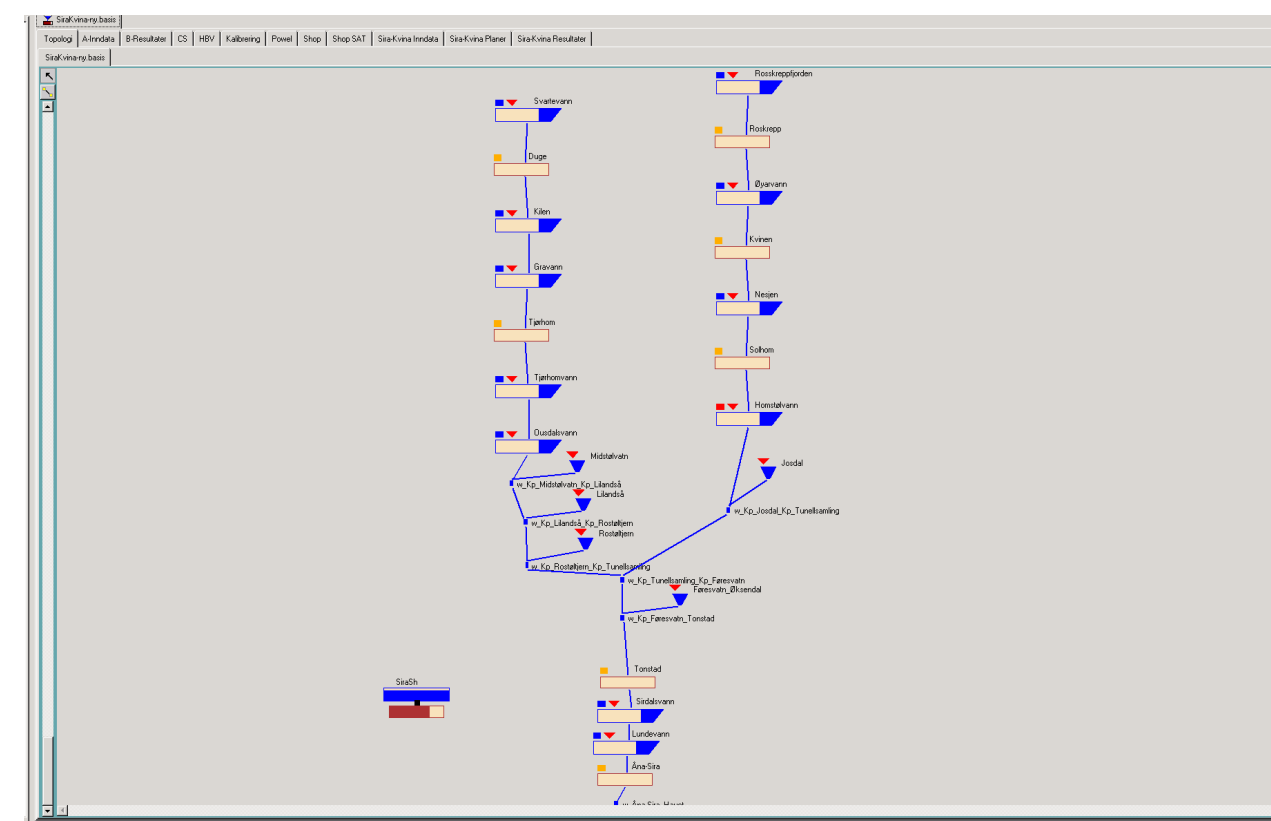 SiraKvina-ny.basis
Topologi A-Inndata B-Resultater CS HBV Kalibrering Powel Shop Shop SAT Sira-Kvina Inndata Sira-Kvina Planer Sira-Kvina Resultater
SiraKvina-ny.basis
Rosskreppfjorden
Svartevann
Roskrepp
Duge
Øyarvann
Kilen
Kvinen
Gravann
Nesjen
Tjørhom
Solhom
Tjørhomvann
Homstølvann
Ousdalsvann
Midstølvatn
Josdal
w_Kp_Midstølvatn_Kp_Lilandså
Lilandså
w_Kp_Josdal_Kp_Tunellsamling
w_Kp_Lilandså_Kp_Rostøltjern
Rostøltjern
w_Kp_Rostøltjern_Kp_Tunellsamling
w_Kp_Tunellsamling_Kp_Føresvatn
Føresvatn_Øksendal
w_Kp_Føresvatn_Tonstad
Tonstad
SiraSh
Sirdalsvann
Lundevann
Åna-Sira
w_Åna-Sira_Havet